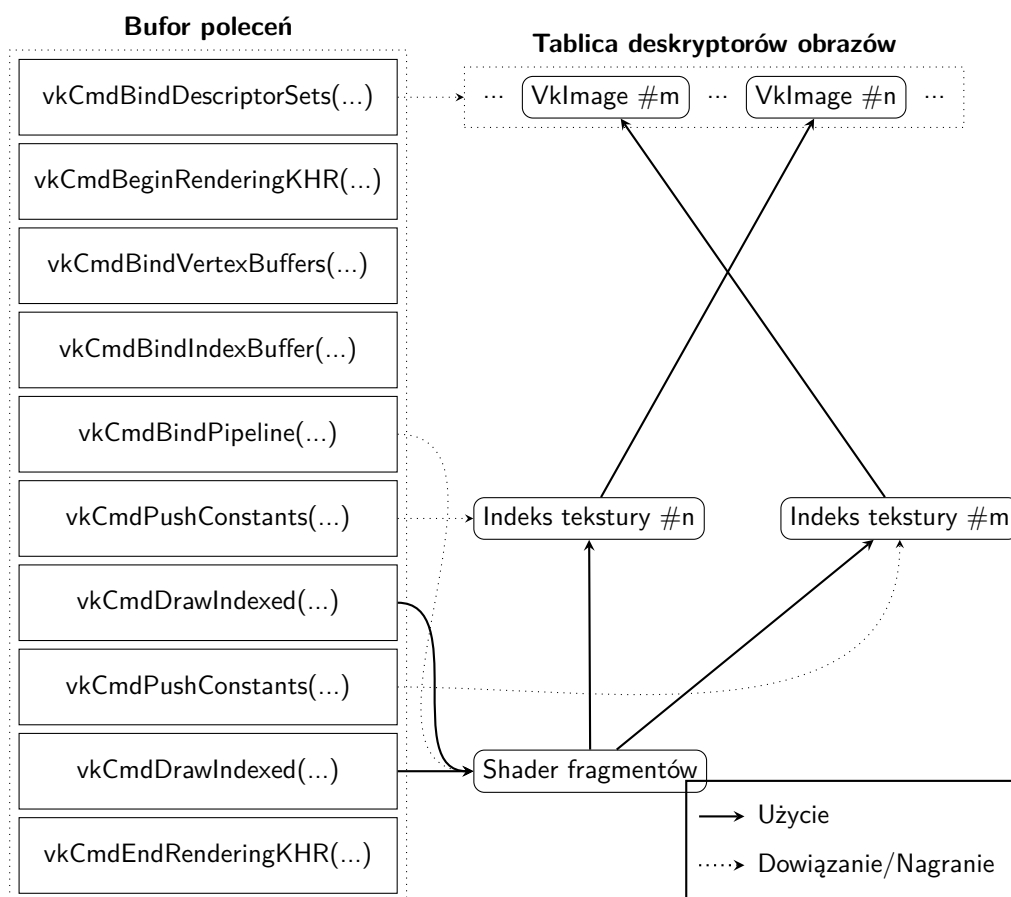 Bufor poleceń
vkCmdBindDescriptorSets(...)
vkCmdBeginRenderingKHR(...)
vkCmdBindVertexBuffers(...)
vkCmdBindIndexBuffer(...)
vkCmdBindPipeline(...)
vkCmdPushConstants(...)
vkCmdDrawIndexed(...)
vkCmdPushConstants(...)
vkCmdDrawIndexed(...)
vkCmdEndRenderingKHR(...)
Tablica deskryptorów obrazów
... VkImage #m ... VkImage #n ...
Indeks tekstury #n
Indeks tekstury #m
Shader fragmentów
Użycie
Dowiązanie/Nagranie